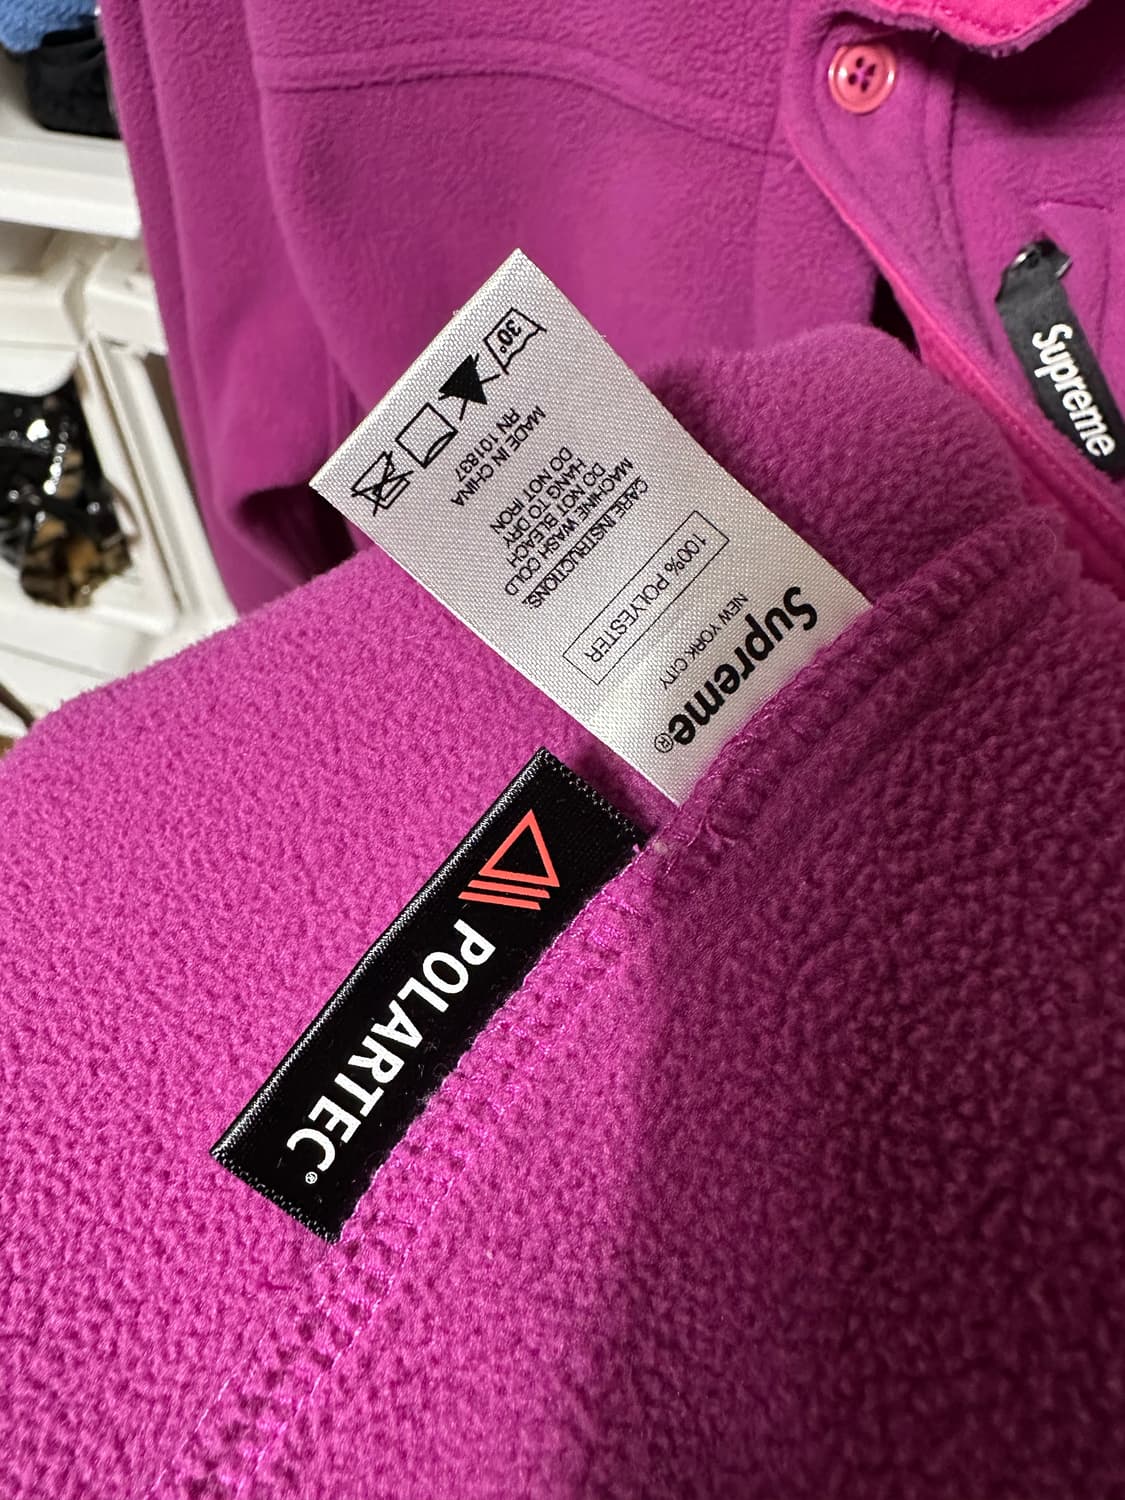 Supreme®
NEW YORK CITY
100% POLYESTER
CARE INSTRUCTIONS.
MACHINE WASH COLD
DO NOT BLEACH
HANG TO DRY
DO NOT IRON
MADE IN CHINA
RN 101837
30°
POLARTEC®
Supreme